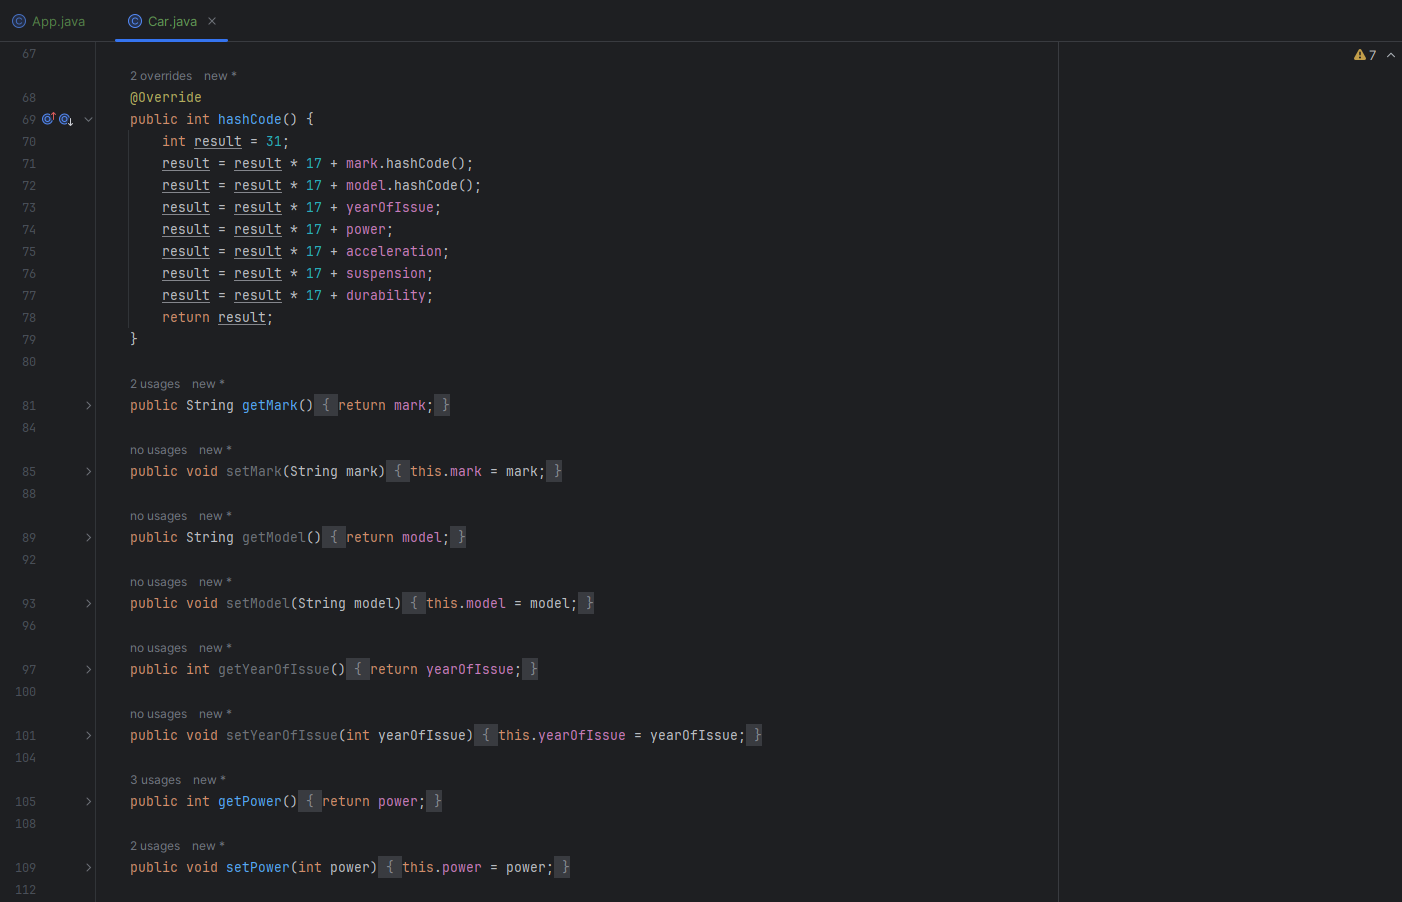 App.java Car.java
7
67
2 overrides new *
68 @Override
69 public int hashCode() {
70 int result = 31;
71 result = result * 17 + mark.hashCode();
72 result = result * 17 + model.hashCode();
73 result = result * 17 + yearOfIssue;
74 result = result * 17 + power;
75 result = result * 17 + acceleration;
76 result = result * 17 + suspension;
77 result = result * 17 + durability;
78 return result;
79 }
80
2 usages new *
81 public String getMark() { return mark; }
84
no usages new *
85 public void setMark(String mark) { this.mark = mark; }
88
no usages new *
89 public String getModel() { return model; }
92
no usages new *
93 public void setModel(String model) { this.model = model; }
96
no usages new *
97 public int getYearOfIssue() { return yearOfIssue; }
100
no usages new *
101 public void setYearOfIssue(int yearOfIssue) { this.yearOfIssue = yearOfIssue; }
104
3 usages new *
105 public int getPower() { return power; }
108
2 usages new *
109 public void setPower(int power) { this.power = power; }
112